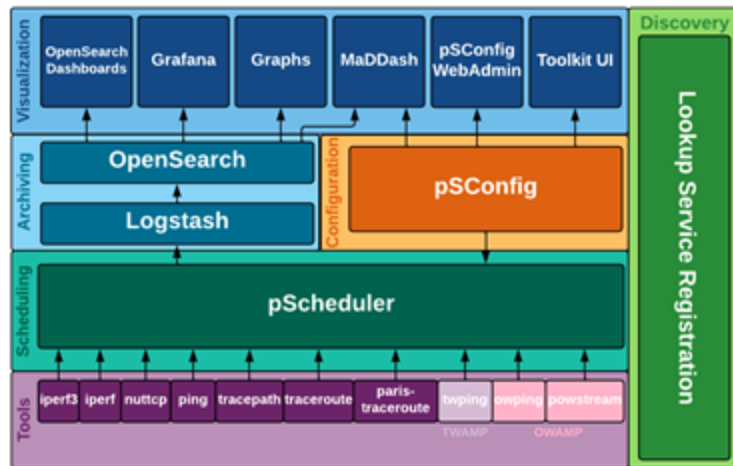 Visualization
OpenSearch
Dashboards
Grafana
Graphs
MaDDash
pSConfig
WebAdmin
Toolkit UI
Discovery
Lookup Service Registration
Archiving
OpenSearch
Logstash
Configuration
pSConfig
Scheduling
pScheduler
Tools
iperf3
iperf
nuttcp
ping
tracepath
traceroute
paris-
traceroute
twping
owping
powstream
TWAMP
OWAMP